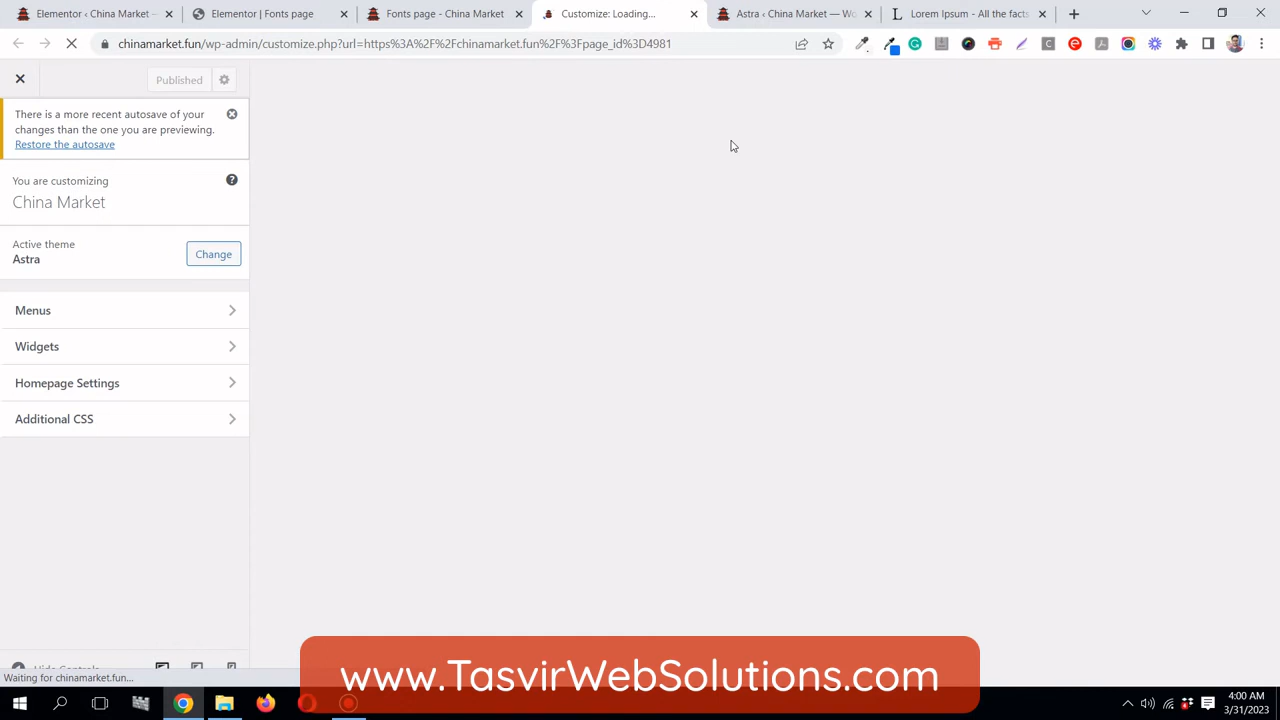 Elementor ‹ China Market –
Elementor | Fonts page
Fonts page - China Market
Customize: Loading...
Astra ‹ China Market — Wo
Lorem Ipsum - All the facts
chinamarket.fun/wp-admin/customize.php?url=https%3A%2F%2Fchinamarket.fun%2F%3Fpage_id%3D4981
Published
There is a more recent autosave of your
changes than the one you are previewing.
Restore the autosave
You are customizing
China Market
Active theme
Astra
Change
Menus
Widgets
Homepage Settings
Additional CSS
Hide Controls
Waiting for chinamarket.fun...
www.TasvirWebSolutions.com
4:00 AM
3/31/2023